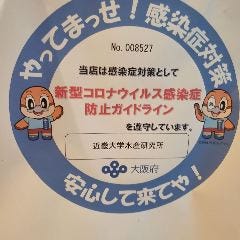 やってまっせ!感染症対策
No. 008527
当店は感染症対策として
新型コロナウイルス感染症
防止ガイドライン
を遵守しています。
近畿大学水産研究所
大阪府
安心して来てや!